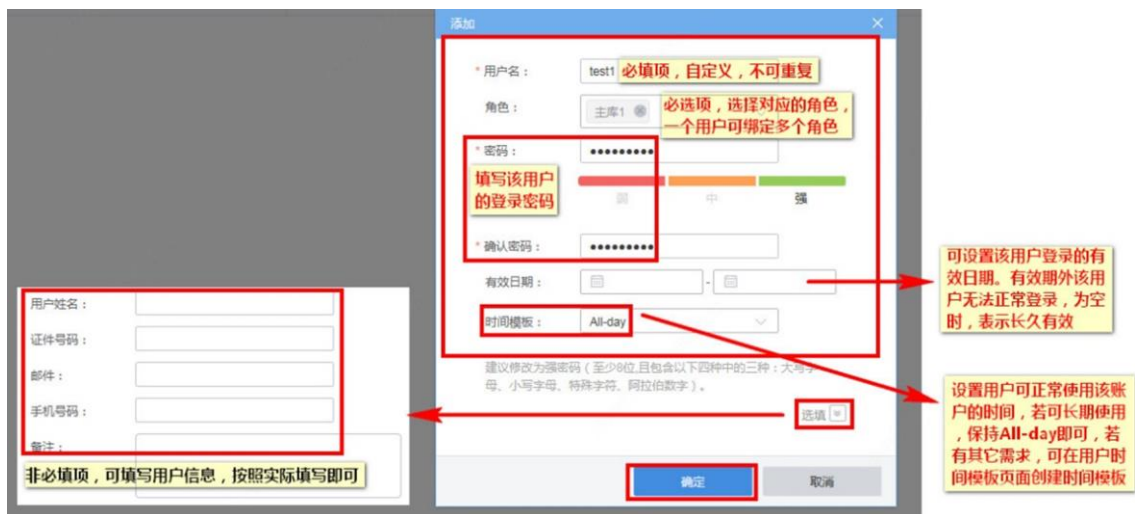 添加
* 用户名：
test1
必填项，自定义，不可重复
角色：
主库1
必选项，选择对应的角色，
一个用户可绑定多个角色
* 密码：
•••••••••
填写该用户
的登录密码
弱 中 强
* 确认密码：
•••••••••
有效日期：
-
时间模板：
All-day
建议修改为强密码（至少8位,且包含以下四种中的三种：大写字
母、小写字母、特殊字符、阿拉伯数字）。
选填
确定 取消
用户姓名：
证件号码：
邮件：
手机号码：
备注：
非必填项，可填写用户信息，按照实际填写即可
可设置该用户登录的有
效日期。有效期外该用
户无法正常登录，为空
时，表示长久有效
设置用户可正常使用该账
户的时间，若可长期使用
，保持All-day即可，若
有其它需求，可在用户时
间模板页面创建时间模板